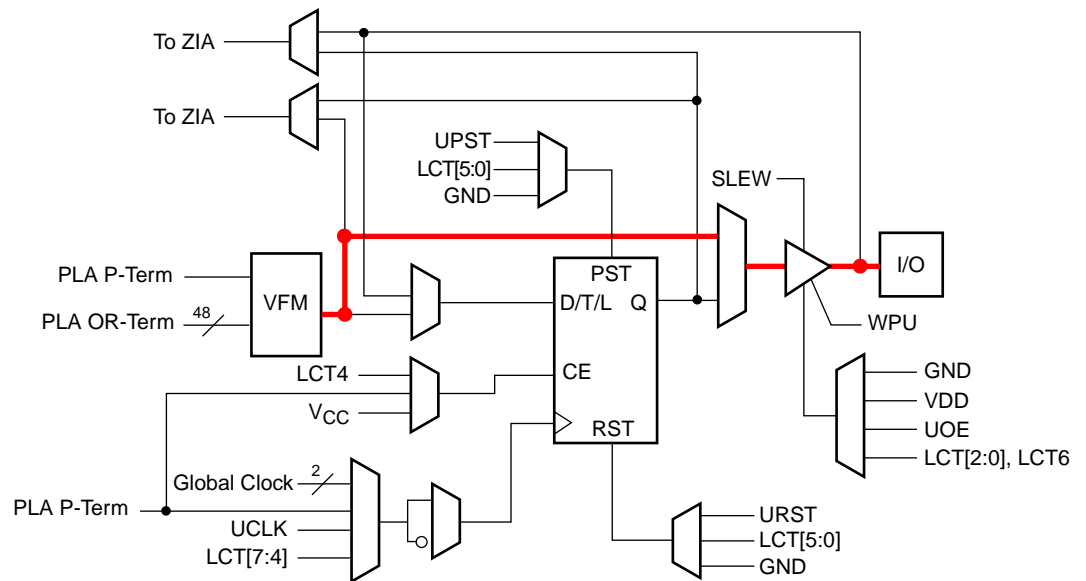 To ZIA
To ZIA
UPST
LCT[5:0]
GND
SLEW
PLA P-Term
VFM
PLA OR-Term
48
PST
D/T/L
Q
I/O
WPU
LCT4
VCC
CE
RST
GND
VDD
UOE
LCT[2:0], LCT6
Global Clock
2
PLA P-Term
UCLK
LCT[7:4]
URST
LCT[5:0]
GND